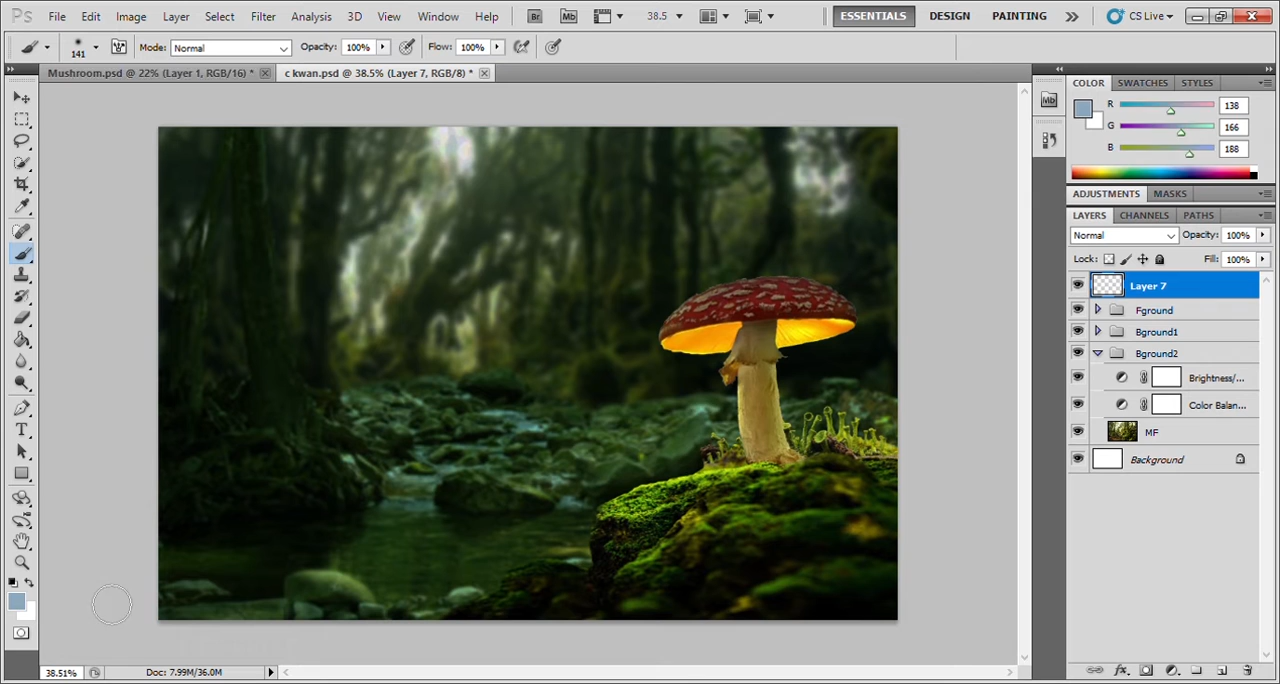 Ps File Edit Image Layer Select Filter Analysis 3D View Window Help Br Mb 38.5 ESSENTIALS DESIGN PAINTING CS Live
141 Mode: Normal Opacity: 100% Flow: 100%
Mushroom.psd @ 22% (Layer 1, RGB/16) * c kwan.psd @ 38.5% (Layer 7, RGB/8) *
Mb
COLOR SWATCHES STYLES
R 138
G 166
B 188
ADJUSTMENTS MASKS
LAYERS CHANNELS PATHS
Normal Opacity: 100%
Lock: Fill: 100%
Layer 7
Fground
Bground1
Bground2
Brightness/...
Color Balan...
MF
Background
T
38.51% Doc: 7.99M/36.0M
fx